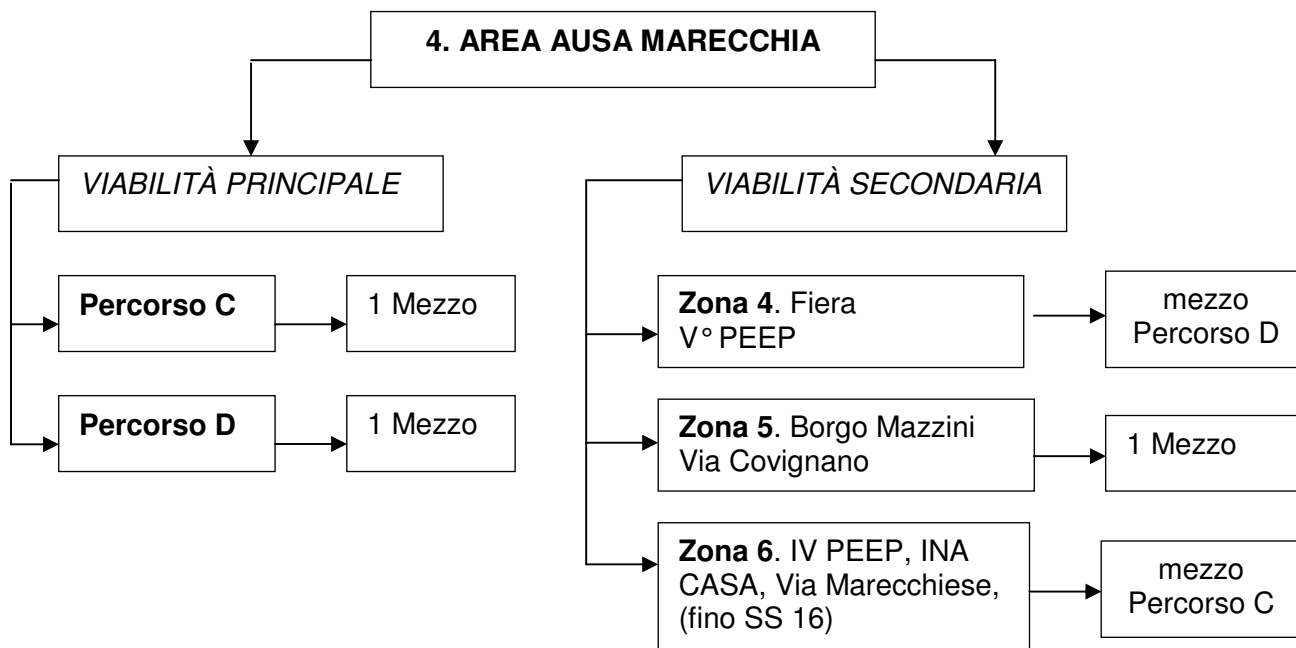 4. AREA AUSA MARECCHIA
VIABILITÀ PRINCIPALE
VIABILITÀ SECONDARIA
Percorso C
1 Mezzo
Percorso D
1 Mezzo
Zona 4. Fiera
V° PEEP
mezzo
Percorso D
Zona 5. Borgo Mazzini
Via Covignano
1 Mezzo
Zona 6. IV PEEP, INA
CASA, Via Marecchiese,
(fino SS 16)
mezzo
Percorso C